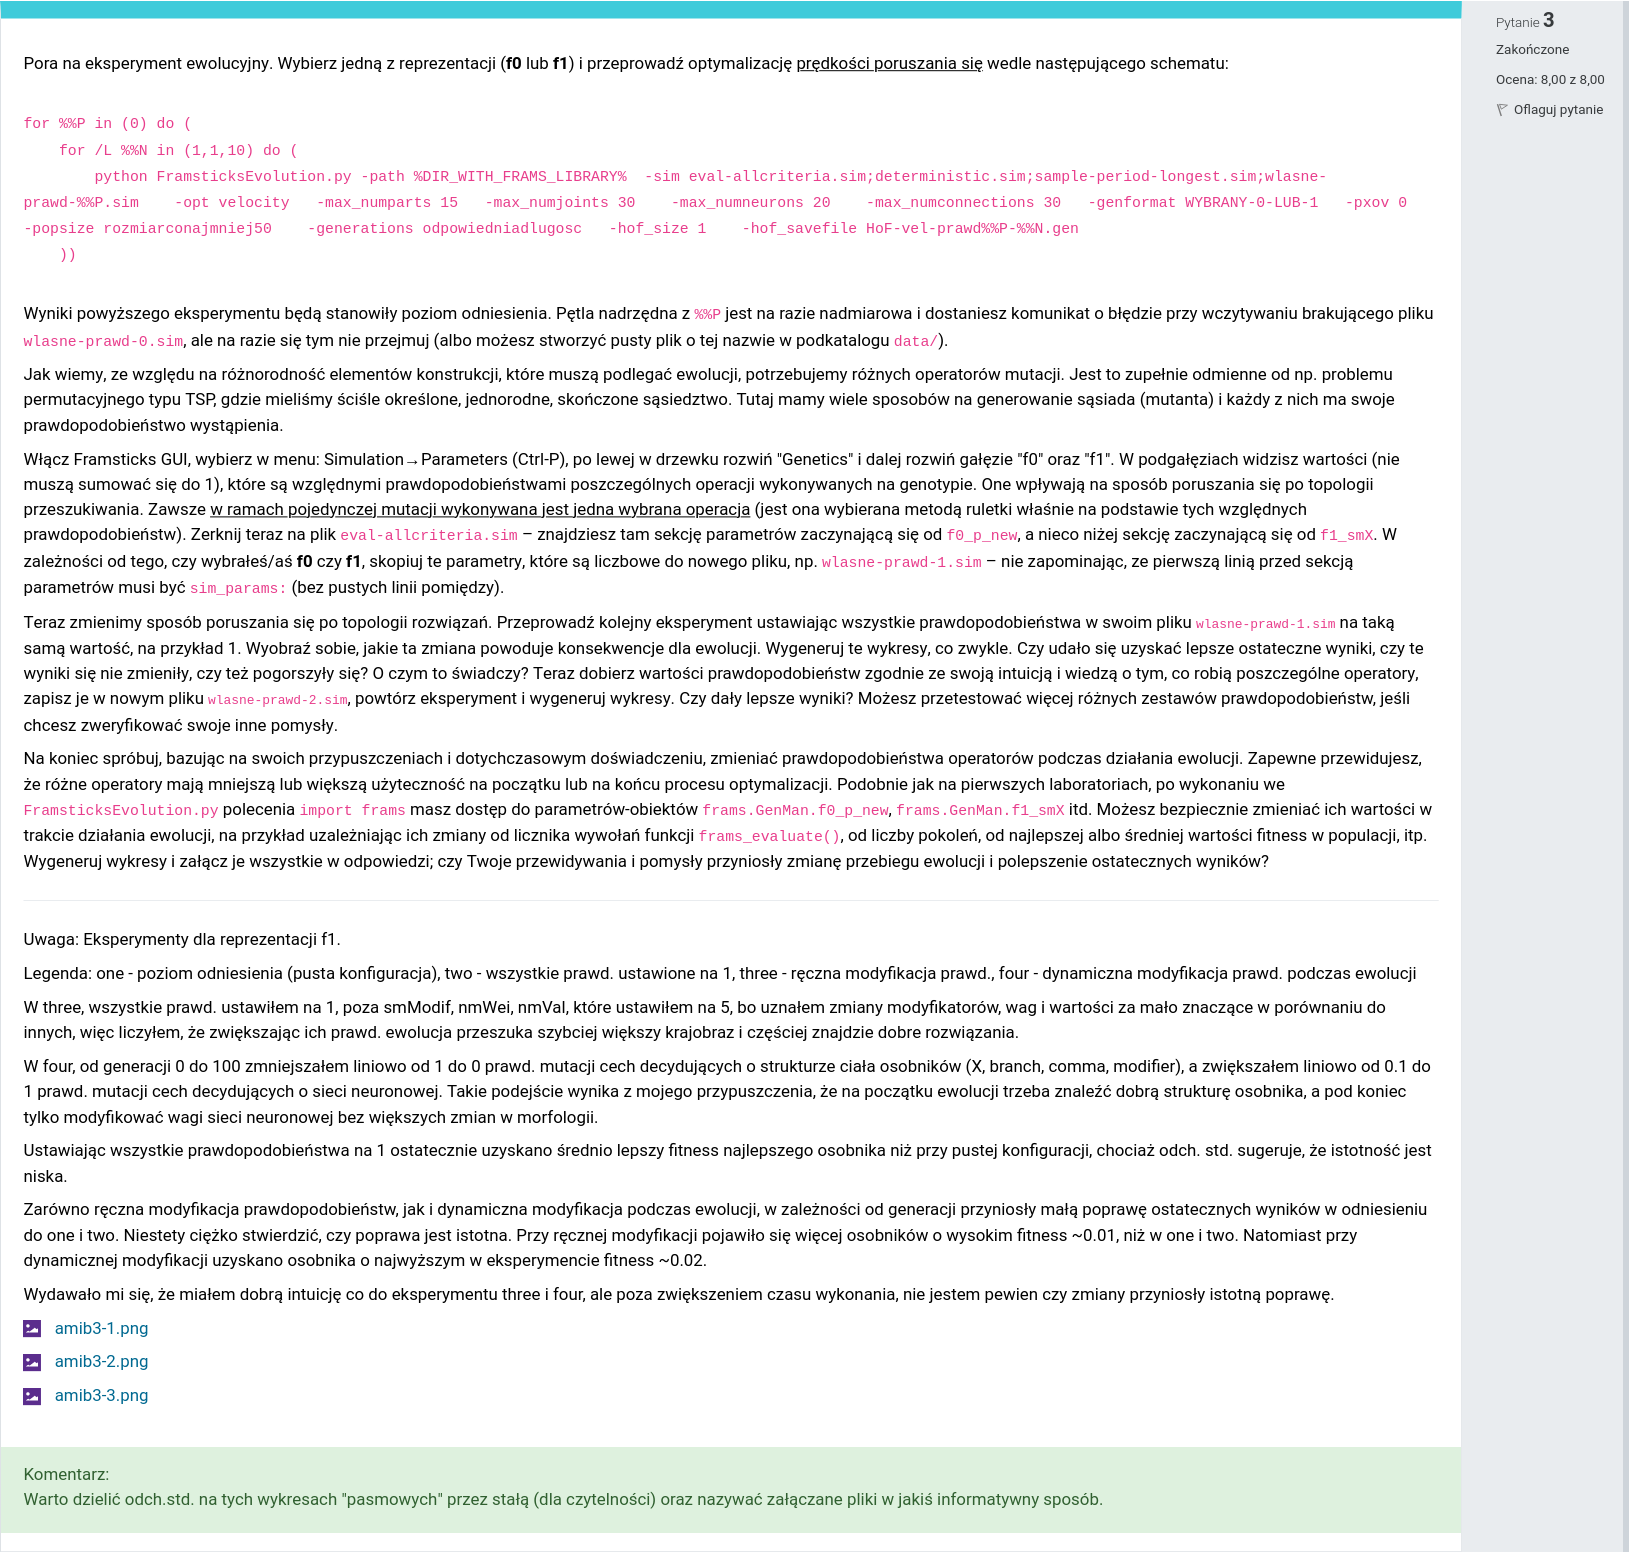 Pora na eksperyment ewolucyjny. Wybierz jedną z reprezentacji (f0 lub f1) i przeprowadź optymalizację prędkości poruszania się wedle następującego schematu:
for %%P in (0) do (
    for /L %%N in (1,1,10) do (
        python FramsticksEvolution.py -path %DIR_WITH_FRAMS_LIBRARY%  -sim eval-allcriteria.sim;deterministic.sim;sample-period-longest.sim;wlasne-
prawd-%%P.sim    -opt velocity   -max_numparts 15   -max_numjoints 30    -max_numneurons 20    -max_numconnections 30   -genformat WYBRANY-0-LUB-1   -pxov 0
-popsize rozmiarconajmniej50    -generations odpowiedniadlugosc   -hof_size 1    -hof_savefile HoF-vel-prawd%%P-%%N.gen
    ))
Wyniki powyższego eksperymentu będą stanowiły poziom odniesienia. Pętla nadrzędna z %%P jest na razie nadmiarowa i dostaniesz komunikat o błędzie przy wczytywaniu brakującego pliku
wlasne-prawd-0.sim, ale na razie się tym nie przejmuj (albo możesz stworzyć pusty plik o tej nazwie w podkatalogu data/).
Jak wiemy, ze względu na różnorodność elementów konstrukcji, które muszą podlegać ewolucji, potrzebujemy różnych operatorów mutacji. Jest to zupełnie odmienne od np. problemu
permutacyjnego typu TSP, gdzie mieliśmy ściśle określone, jednorodne, skończone sąsiedztwo. Tutaj mamy wiele sposobów na generowanie sąsiada (mutanta) i każdy z nich ma swoje
prawdopodobieństwo wystąpienia.
Włącz Framsticks GUI, wybierz w menu: Simulation→Parameters (Ctrl-P), po lewej w drzewku rozwiń "Genetics" i dalej rozwiń gałęzie "f0" oraz "f1". W podgałęziach widzisz wartości (nie
muszą sumować się do 1), które są względnymi prawdopodobieństwami poszczególnych operacji wykonywanych na genotypie. One wpływają na sposób poruszania się po topologii
przeszukiwania. Zawsze w ramach pojedynczej mutacji wykonywana jest jedna wybrana operacja (jest ona wybierana metodą ruletki właśnie na podstawie tych względnych
prawdopodobieństw). Zerknij teraz na plik eval-allcriteria.sim – znajdziesz tam sekcję parametrów zaczynającą się od f0_p_new, a nieco niżej sekcję zaczynającą się od f1_smX. W
zależności od tego, czy wybrałeś/aś f0 czy f1, skopiuj te parametry, które są liczbowe do nowego pliku, np. wlasne-prawd-1.sim – nie zapominając, ze pierwszą linią przed sekcją
parametrów musi być sim_params: (bez pustych linii pomiędzy).
Teraz zmienimy sposób poruszania się po topologii rozwiązań. Przeprowadź kolejny eksperyment ustawiając wszystkie prawdopodobieństwa w swoim pliku wlasne-prawd-1.sim na taką
samą wartość, na przykład 1. Wyobraź sobie, jakie ta zmiana powoduje konsekwencje dla ewolucji. Wygeneruj te wykresy, co zwykle. Czy udało się uzyskać lepsze ostateczne wyniki, czy te
wyniki się nie zmieniły, czy też pogorszyły się? O czym to świadczy? Teraz dobierz wartości prawdopodobieństw zgodnie ze swoją intuicją i wiedzą o tym, co robią poszczególne operatory,
zapisz je w nowym pliku wlasne-prawd-2.sim, powtórz eksperyment i wygeneruj wykresy. Czy dały lepsze wyniki? Możesz przetestować więcej różnych zestawów prawdopodobieństw, jeśli
chcesz zweryfikować swoje inne pomysły.
Na koniec spróbuj, bazując na swoich przypuszczeniach i dotychczasowym doświadczeniu, zmieniać prawdopodobieństwa operatorów podczas działania ewolucji. Zapewne przewidujesz,
że różne operatory mają mniejszą lub większą użyteczność na początku lub na końcu procesu optymalizacji. Podobnie jak na pierwszych laboratoriach, po wykonaniu we
FramsticksEvolution.py polecenia import frams masz dostęp do parametrów-obiektów frams.GenMan.f0_p_new, frams.GenMan.f1_smX itd. Możesz bezpiecznie zmieniać ich wartości w
trakcie działania ewolucji, na przykład uzależniając ich zmiany od licznika wywołań funkcji frams_evaluate(), od liczby pokoleń, od najlepszej albo średniej wartości fitness w populacji, itp.
Wygeneruj wykresy i załącz je wszystkie w odpowiedzi; czy Twoje przewidywania i pomysły przyniosły zmianę przebiegu ewolucji i polepszenie ostatecznych wyników?
Uwaga: Eksperymenty dla reprezentacji f1.
Legenda: one - poziom odniesienia (pusta konfiguracja), two - wszystkie prawd. ustawione na 1, three - ręczna modyfikacja prawd., four - dynamiczna modyfikacja prawd. podczas ewolucji
W three, wszystkie prawd. ustawiłem na 1, poza smModif, nmWei, nmVal, które ustawiłem na 5, bo uznałem zmiany modyfikatorów, wag i wartości za mało znaczące w porównaniu do
innych, więc liczyłem, że zwiększając ich prawd. ewolucja przeszuka szybciej większy krajobraz i częściej znajdzie dobre rozwiązania.
W four, od generacji 0 do 100 zmniejszałem liniowo od 1 do 0 prawd. mutacji cech decydujących o strukturze ciała osobników (X, branch, comma, modifier), a zwiększałem liniowo od 0.1 do
1 prawd. mutacji cech decydujących o sieci neuronowej. Takie podejście wynika z mojego przypuszczenia, że na początku ewolucji trzeba znaleźć dobrą strukturę osobnika, a pod koniec
tylko modyfikować wagi sieci neuronowej bez większych zmian w morfologii.
Ustawiając wszystkie prawdopodobieństwa na 1 ostatecznie uzyskano średnio lepszy fitness najlepszego osobnika niż przy pustej konfiguracji, chociaż odch. std. sugeruje, że istotność jest
niska.
Zarówno ręczna modyfikacja prawdopodobieństw, jak i dynamiczna modyfikacja podczas ewolucji, w zależności od generacji przyniosły małą poprawę ostatecznych wyników w odniesieniu
do one i two. Niestety ciężko stwierdzić, czy poprawa jest istotna. Przy ręcznej modyfikacji pojawiło się więcej osobników o wysokim fitness ~0.01, niż w one i two. Natomiast przy
dynamicznej modyfikacji uzyskano osobnika o najwyższym w eksperymencie fitness ~0.02.
Wydawało mi się, że miałem dobrą intuicję co do eksperymentu three i four, ale poza zwiększeniem czasu wykonania, nie jestem pewien czy zmiany przyniosły istotną poprawę.
amib3-1.png
amib3-2.png
amib3-3.png
Komentarz:
Warto dzielić odch.std. na tych wykresach "pasmowych" przez stałą (dla czytelności) oraz nazywać załączane pliki w jakiś informatywny sposób.
Pytanie 3
Zakończone
Ocena: 8,00 z 8,00
Oflaguj pytanie